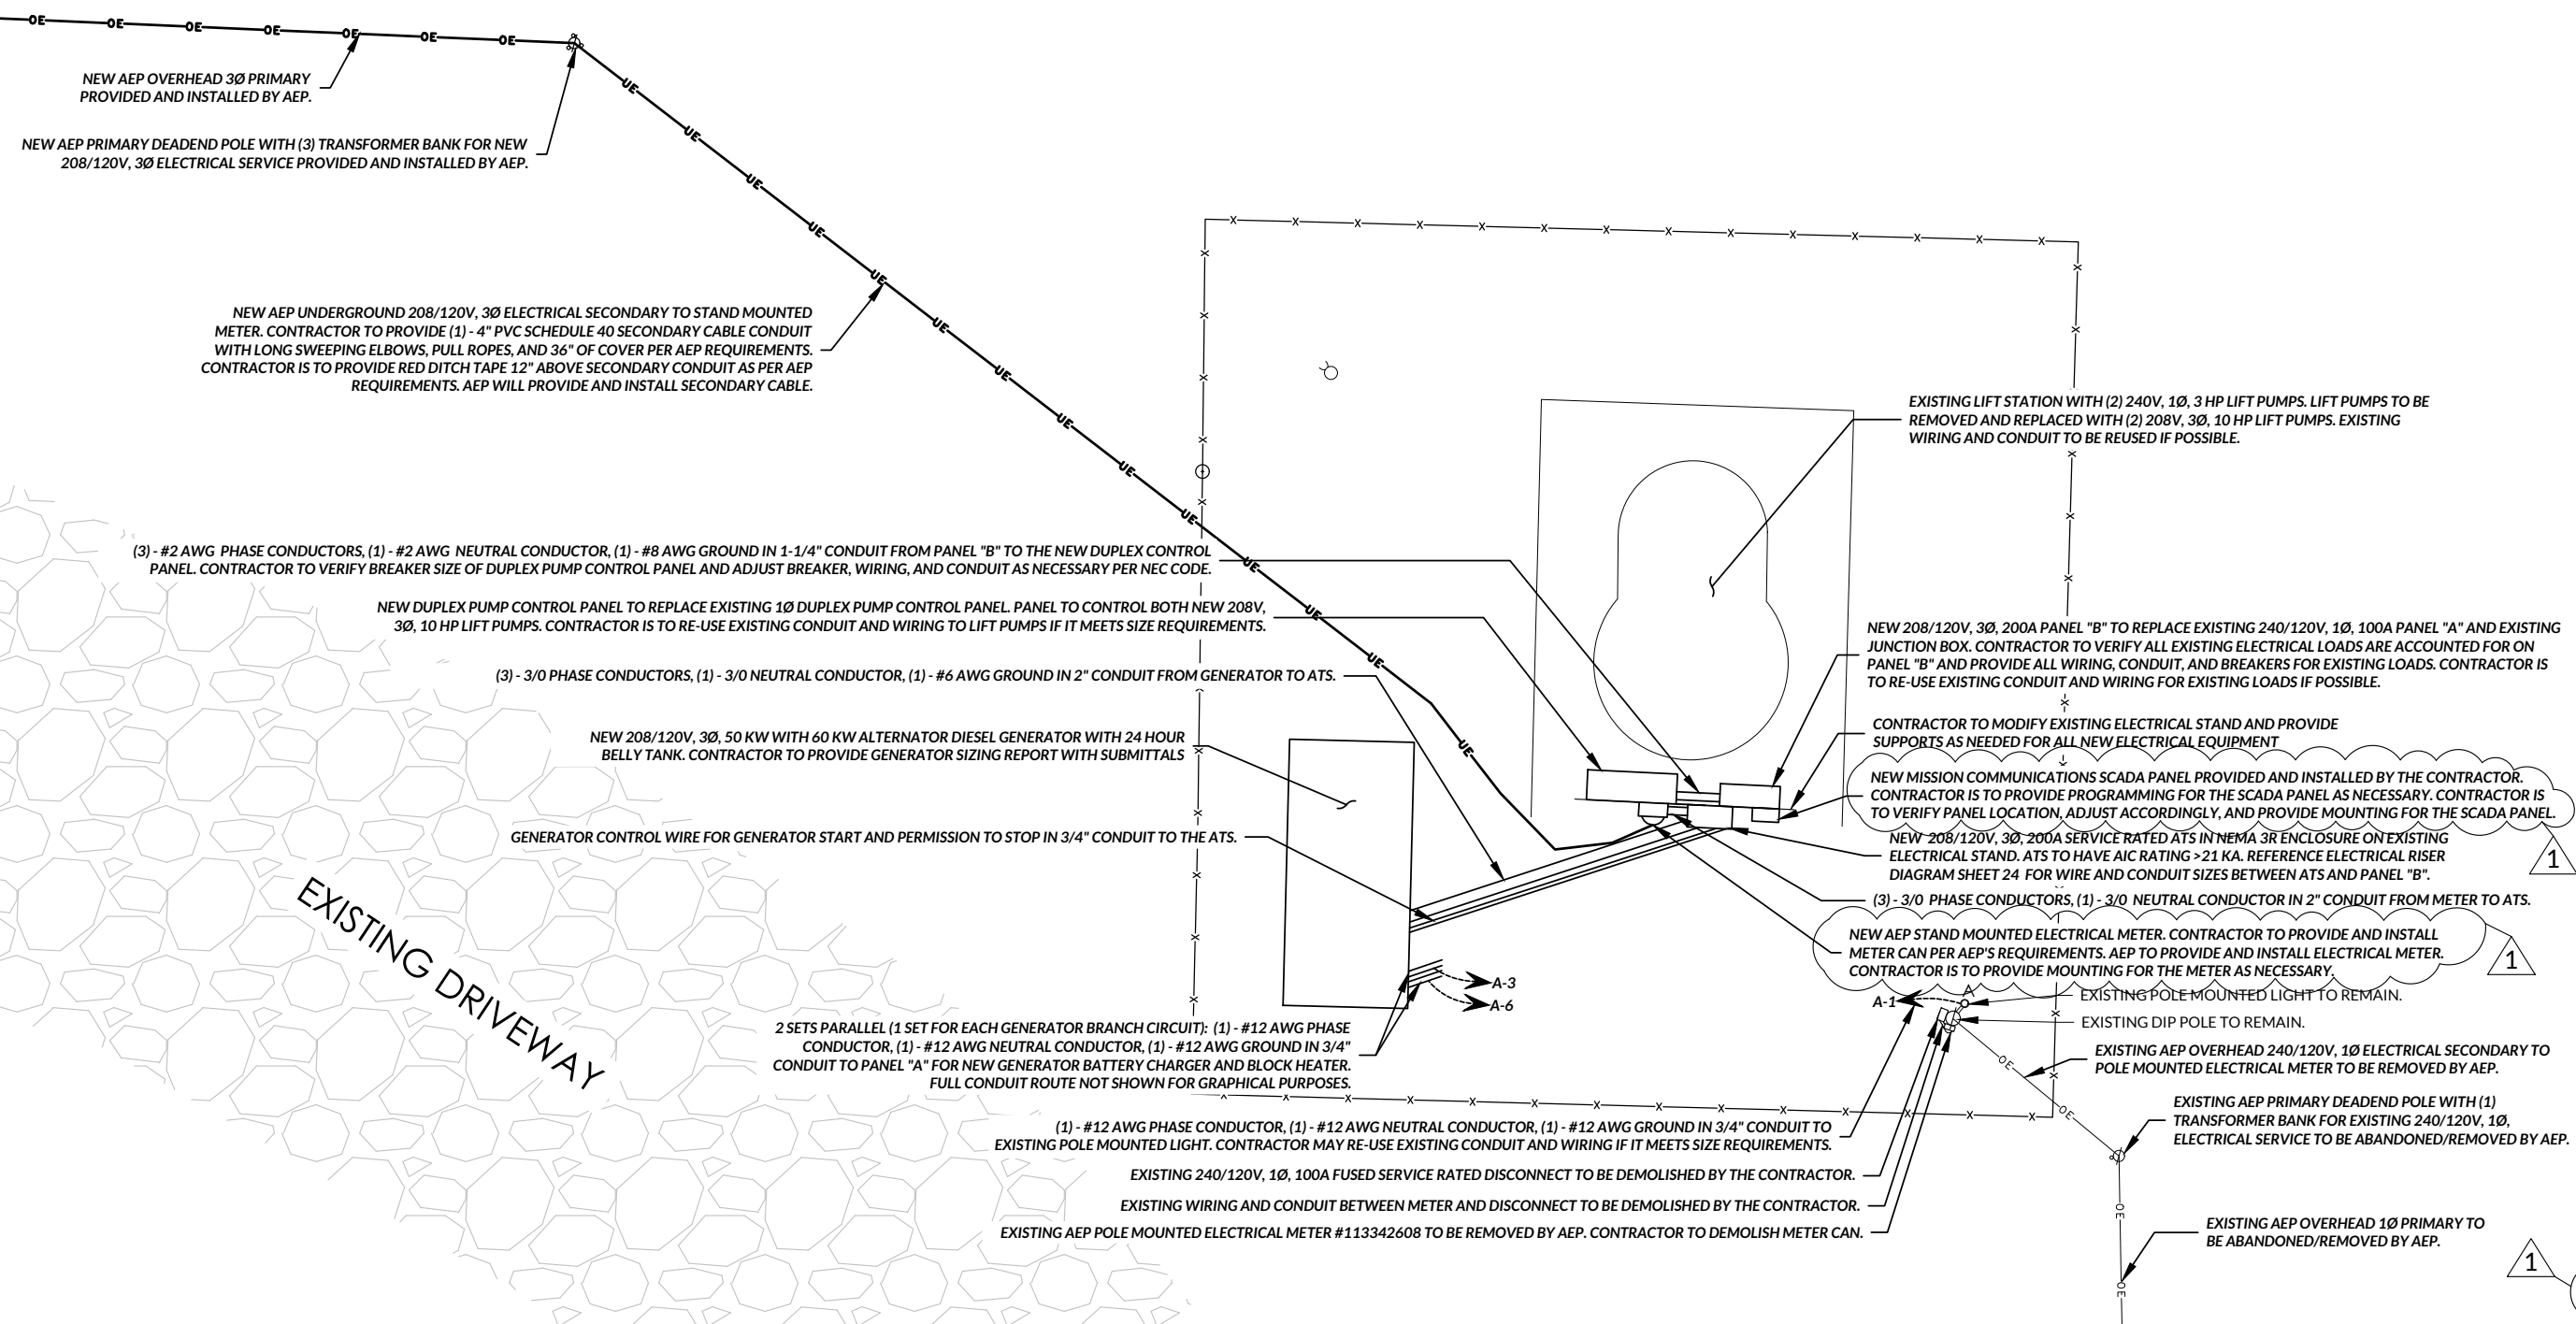 OE OE OE OE OE OE OE
NEW AEP OVERHEAD 3Ø PRIMARY
PROVIDED AND INSTALLED BY AEP.
NEW AEP PRIMARY DEADEND POLE WITH (3) TRANSFORMER BANK FOR NEW
208/120V, 3Ø ELECTRICAL SERVICE PROVIDED AND INSTALLED BY AEP.
UE UE UE UE UE UE UE UE UE UE UE UE UE UE
NEW AEP UNDERGROUND 208/120V, 3Ø ELECTRICAL SECONDARY TO STAND MOUNTED
METER. CONTRACTOR TO PROVIDE (1) - 4" PVC SCHEDULE 40 SECONDARY CABLE CONDUIT
WITH LONG SWEEPING ELBOWS, PULL ROPES, AND 36" OF COVER PER AEP REQUIREMENTS.
CONTRACTOR IS TO PROVIDE RED DITCH TAPE 12" ABOVE SECONDARY CONDUIT AS PER AEP
REQUIREMENTS. AEP WILL PROVIDE AND INSTALL SECONDARY CABLE.
EXISTING LIFT STATION WITH (2) 240V, 1Ø, 3 HP LIFT PUMPS. LIFT PUMPS TO BE
REMOVED AND REPLACED WITH (2) 208V, 3Ø, 10 HP LIFT PUMPS. EXISTING
WIRING AND CONDUIT TO BE REUSED IF POSSIBLE.
(3) - #2 AWG PHASE CONDUCTORS, (1) - #2 AWG NEUTRAL CONDUCTOR, (1) - #8 AWG GROUND IN 1-1/4" CONDUIT FROM PANEL "B" TO THE NEW DUPLEX CONTROL
PANEL. CONTRACTOR TO VERIFY BREAKER SIZE OF DUPLEX PUMP CONTROL PANEL AND ADJUST BREAKER, WIRING, AND CONDUIT AS NECESSARY PER NEC CODE.
NEW DUPLEX PUMP CONTROL PANEL TO REPLACE EXISTING 1Ø DUPLEX PUMP CONTROL PANEL. PANEL TO CONTROL BOTH NEW 208V,
3Ø, 10 HP LIFT PUMPS. CONTRACTOR IS TO RE-USE EXISTING CONDUIT AND WIRING TO LIFT PUMPS IF IT MEETS SIZE REQUIREMENTS.
(3) - 3/0 PHASE CONDUCTORS, (1) - 3/0 NEUTRAL CONDUCTOR, (1) - #6 AWG GROUND IN 2" CONDUIT FROM GENERATOR TO ATS.
NEW 208/120V, 3Ø, 200A PANEL "B" TO REPLACE EXISTING 240/120V, 1Ø, 100A PANEL "A" AND EXISTING
JUNCTION BOX. CONTRACTOR TO VERIFY ALL EXISTING ELECTRICAL LOADS ARE ACCOUNTED FOR ON
PANEL "B" AND PROVIDE ALL WIRING, CONDUIT, AND BREAKERS FOR EXISTING LOADS. CONTRACTOR IS
TO RE-USE EXISTING CONDUIT AND WIRING FOR EXISTING LOADS IF POSSIBLE.
NEW 208/120V, 3Ø, 50 KW WITH 60 KW ALTERNATOR DIESEL GENERATOR WITH 24 HOUR
BELLY TANK. CONTRACTOR TO PROVIDE GENERATOR SIZING REPORT WITH SUBMITTALS
CONTRACTOR TO MODIFY EXISTING ELECTRICAL STAND AND PROVIDE
SUPPORTS AS NEEDED FOR ALL NEW ELECTRICAL EQUIPMENT
NEW MISSION COMMUNICATIONS SCADA PANEL PROVIDED AND INSTALLED BY THE CONTRACTOR.
CONTRACTOR IS TO PROVIDE PROGRAMMING FOR THE SCADA PANEL AS NECESSARY. CONTRACTOR IS
TO VERIFY PANEL LOCATION, ADJUST ACCORDINGLY, AND PROVIDE MOUNTING FOR THE SCADA PANEL.
1
GENERATOR CONTROL WIRE FOR GENERATOR START AND PERMISSION TO STOP IN 3/4" CONDUIT TO THE ATS.
NEW 208/120V, 3Ø, 200A SERVICE RATED ATS IN NEMA 3R ENCLOSURE ON EXISTING
ELECTRICAL STAND. ATS TO HAVE AIC RATING >21 KA. REFERENCE ELECTRICAL RISER
DIAGRAM SHEET 24 FOR WIRE AND CONDUIT SIZES BETWEEN ATS AND PANEL "B".
(3) - 3/0 PHASE CONDUCTORS, (1) - 3/0 NEUTRAL CONDUCTOR IN 2" CONDUIT FROM METER TO ATS.
NEW AEP STAND MOUNTED ELECTRICAL METER. CONTRACTOR TO PROVIDE AND INSTALL
METER CAN PER AEP'S REQUIREMENTS. AEP TO PROVIDE AND INSTALL ELECTRICAL METER.
CONTRACTOR IS TO PROVIDE MOUNTING FOR THE METER AS NECESSARY.
1
EXISTING DRIVEWAY
A-3
A-6
A-1
A
EXISTING POLE MOUNTED LIGHT TO REMAIN.
EXISTING DIP POLE TO REMAIN.
2 SETS PARALLEL (1 SET FOR EACH GENERATOR BRANCH CIRCUIT): (1) - #12 AWG PHASE
CONDUCTOR, (1) - #12 AWG NEUTRAL CONDUCTOR, (1) - #12 AWG GROUND IN 3/4"
CONDUIT TO PANEL "A" FOR NEW GENERATOR BATTERY CHARGER AND BLOCK HEATER.
FULL CONDUIT ROUTE NOT SHOWN FOR GRAPHICAL PURPOSES.
EXISTING AEP OVERHEAD 240/120V, 1Ø ELECTRICAL SECONDARY TO
POLE MOUNTED ELECTRICAL METER TO BE REMOVED BY AEP.
OE OE
EXISTING AEP PRIMARY DEADEND POLE WITH (1)
TRANSFORMER BANK FOR EXISTING 240/120V, 1Ø,
ELECTRICAL SERVICE TO BE ABANDONED/REMOVED BY AEP.
(1) - #12 AWG PHASE CONDUCTOR, (1) - #12 AWG NEUTRAL CONDUCTOR, (1) - #12 AWG GROUND IN 3/4" CONDUIT TO
EXISTING POLE MOUNTED LIGHT. CONTRACTOR MAY RE-USE EXISTING CONDUIT AND WIRING IF IT MEETS SIZE REQUIREMENTS.
EXISTING 240/120V, 1Ø, 100A FUSED SERVICE RATED DISCONNECT TO BE DEMOLISHED BY THE CONTRACTOR.
EXISTING WIRING AND CONDUIT BETWEEN METER AND DISCONNECT TO BE DEMOLISHED BY THE CONTRACTOR.
EXISTING AEP POLE MOUNTED ELECTRICAL METER #113342608 TO BE REMOVED BY AEP. CONTRACTOR TO DEMOLISH METER CAN.
OE OE
EXISTING AEP OVERHEAD 1Ø PRIMARY TO
BE ABANDONED/REMOVED BY AEP.
1